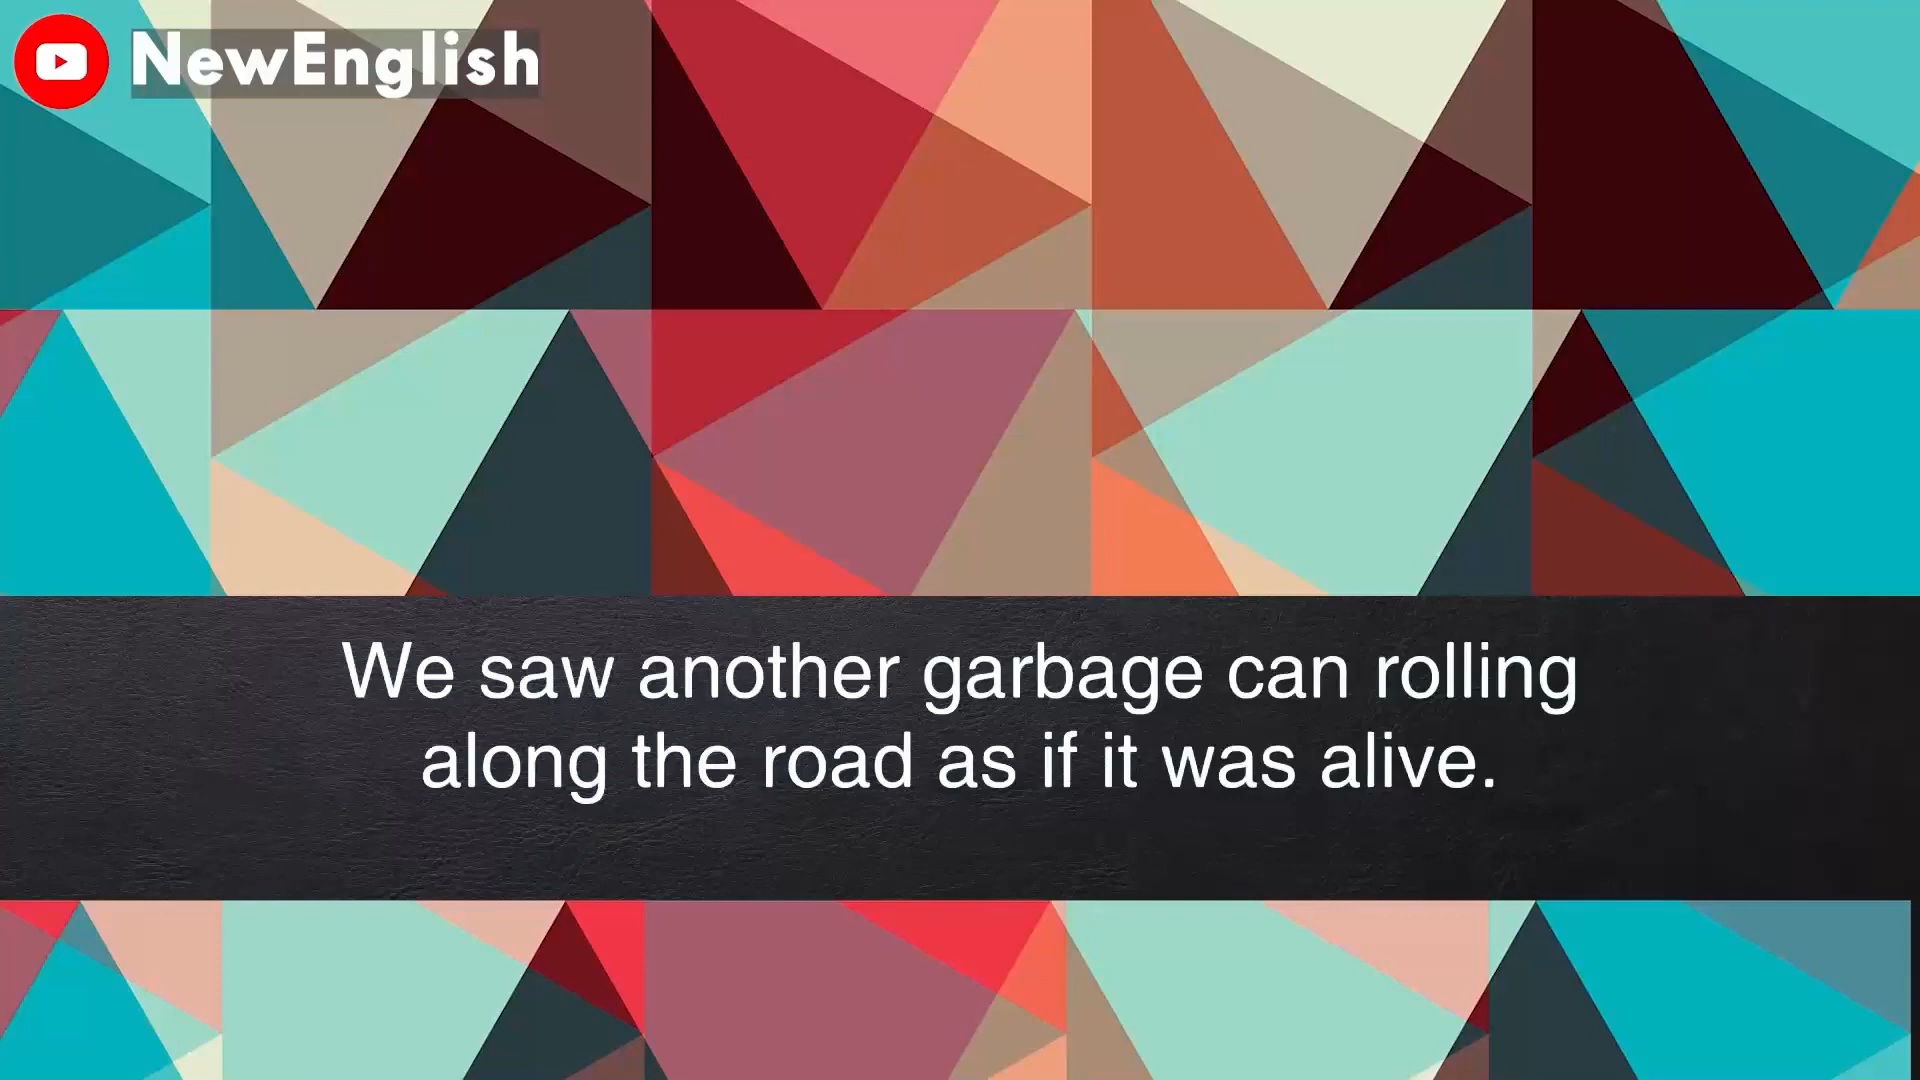 NewEnglish
We saw another garbage can rolling
along the road as if it was alive.